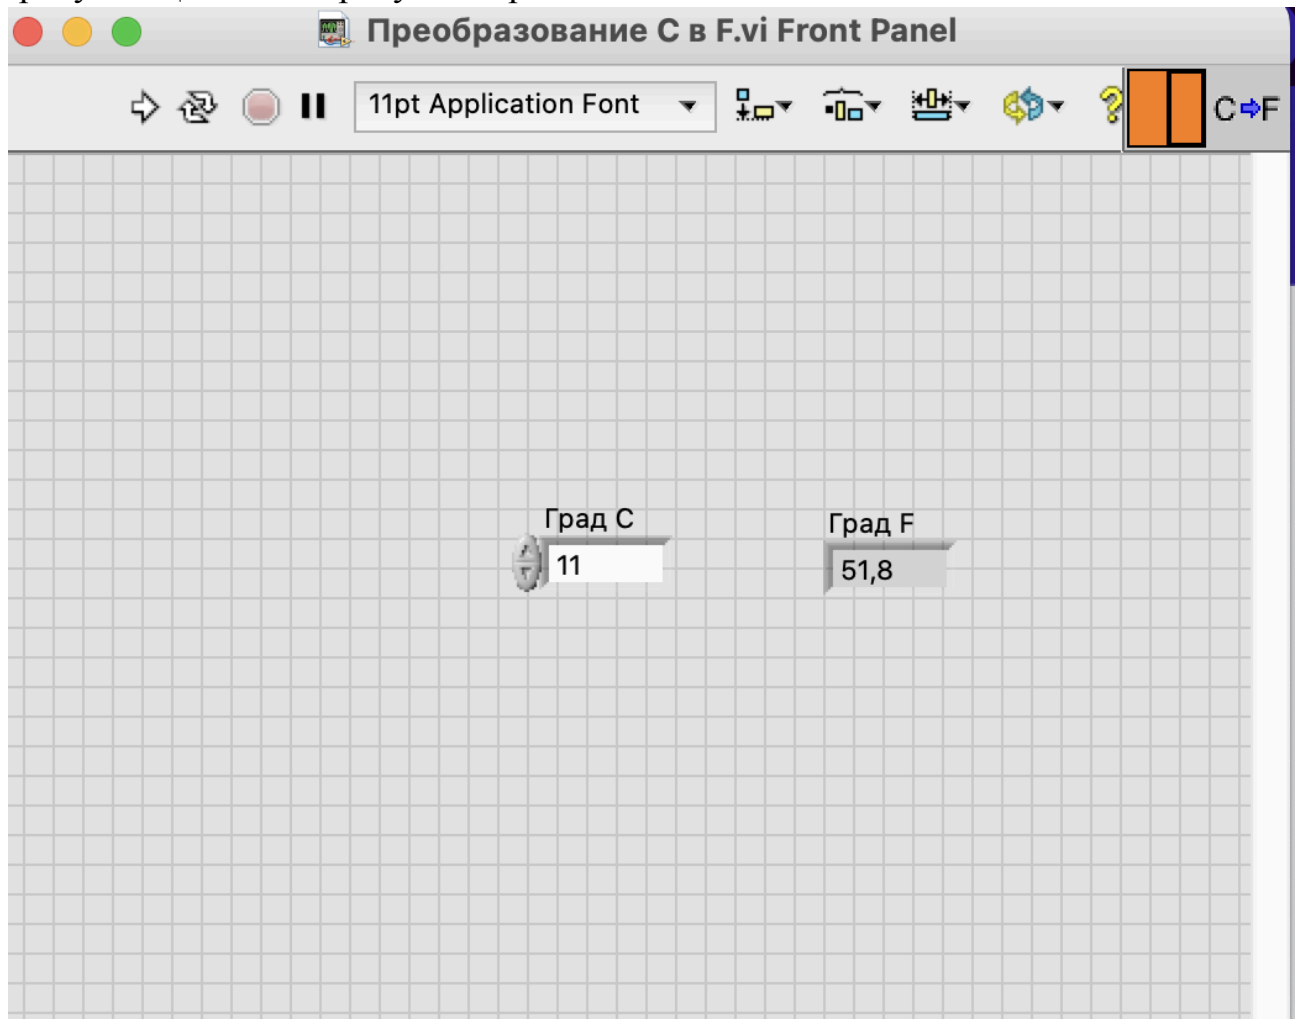 Преобразование C в F.vi Front Panel
11pt Application Font
?
C F
Град C
Град F
11
51,8